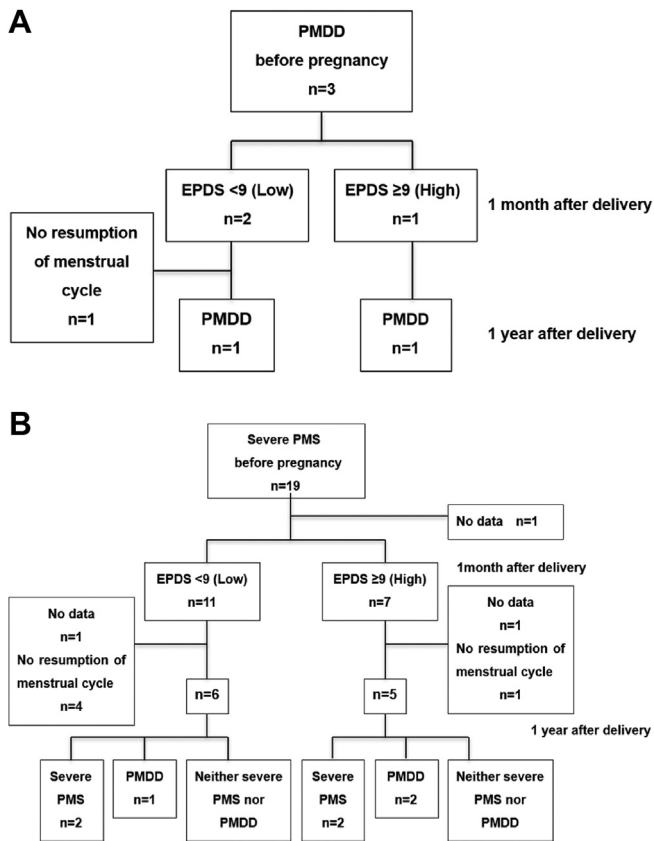 A
PMDD
before pregnancy
n=3
EPDS <9 (Low)
n=2
EPDS ≥9 (High)
n=1
1 month after delivery
No resumption
of menstrual
cycle
n=1
PMDD
n=1
PMDD
n=1
1 year after delivery
B
Severe PMS
before pregnancy
n=19
No data n=1
EPDS <9 (Low)
n=11
EPDS ≥9 (High)
n=7
1month after delivery
No data
n=1
No resumption of
menstrual cycle
n=4
No data
n=1
No resumption of
menstrual cycle
n=1
n=6
n=5
1 year after delivery
Severe
PMS
n=2
PMDD
n=1
Neither severe
PMS nor
PMDD
Severe
PMS
n=2
PMDD
n=2
Neither severe
PMS nor
PMDD